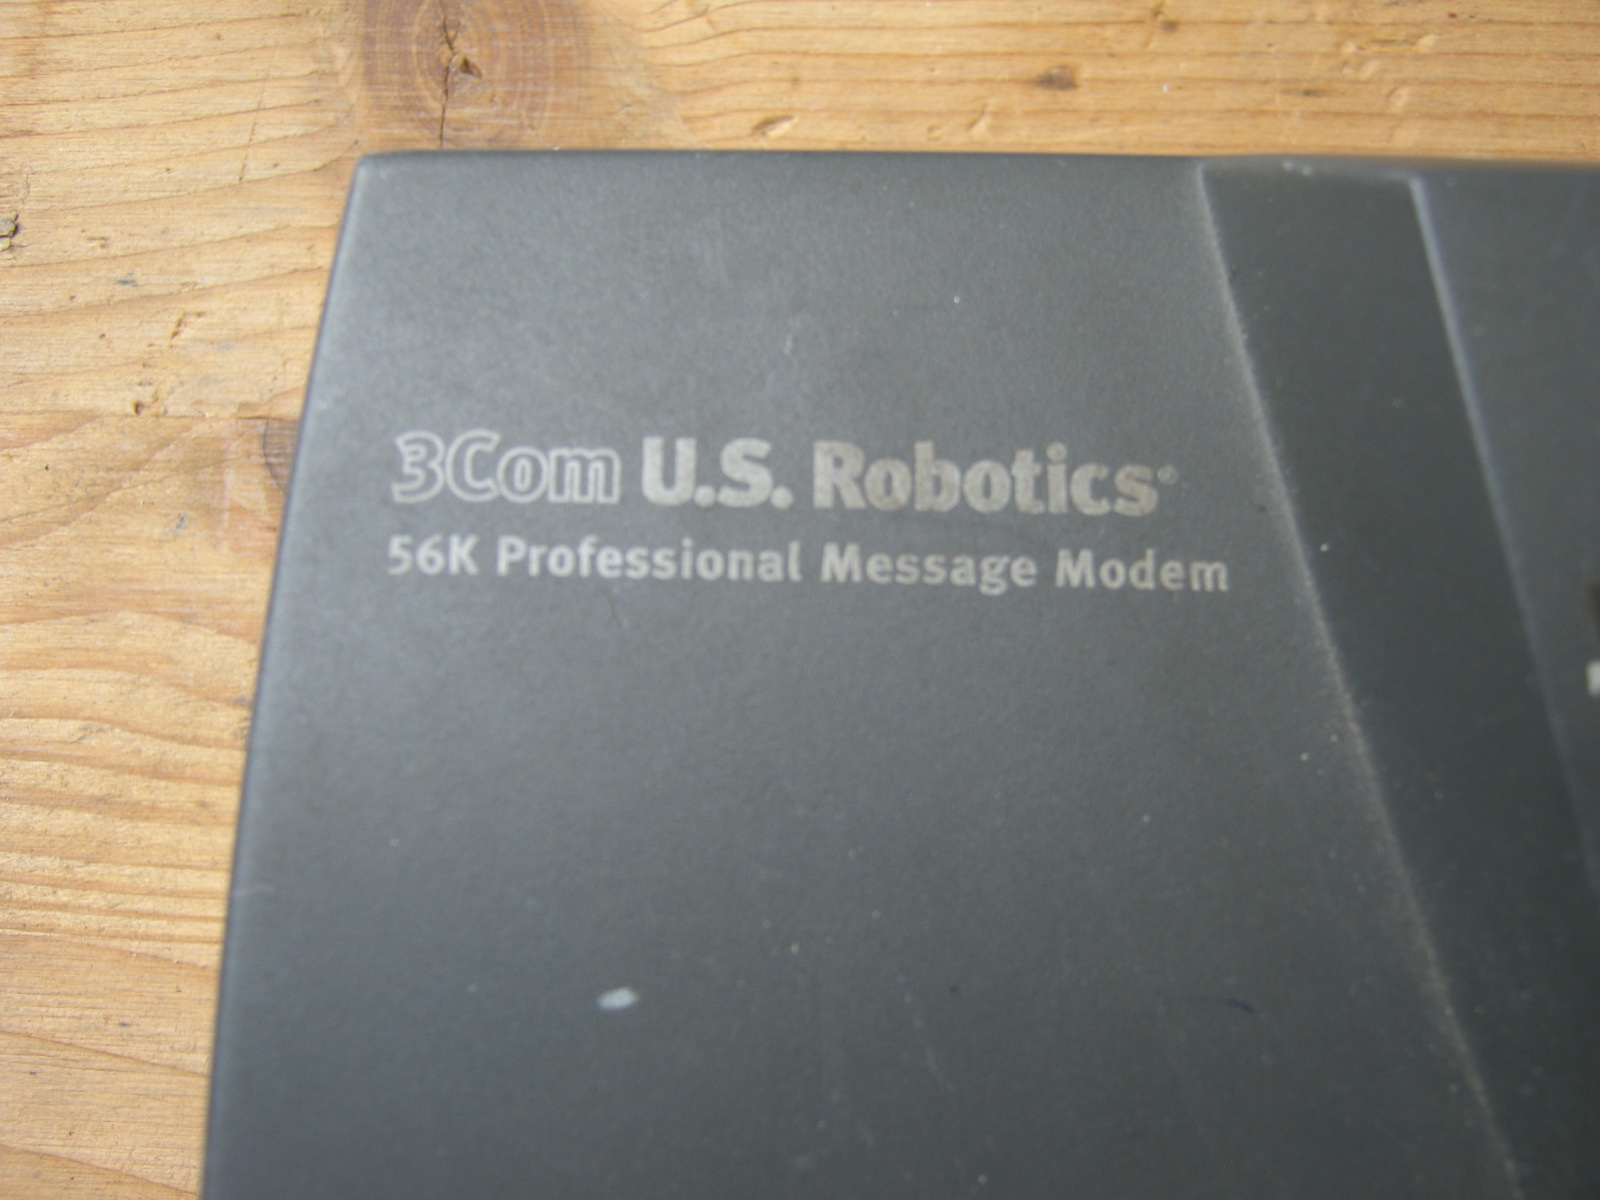 3Com U.S. Robotics®
56K Professional Message Modem